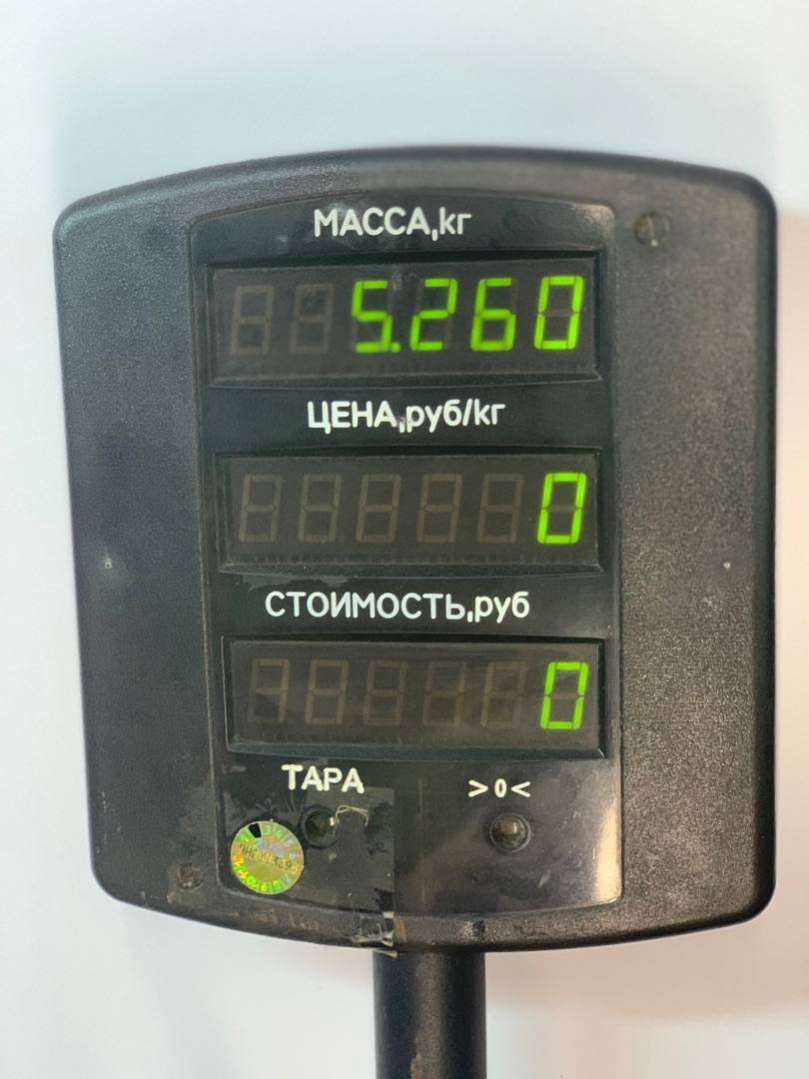 МАССА,кг
5.260
ЦЕНА,руб/кг
0
СТОИМОСТЬ,руб
0
ТАРА >0<